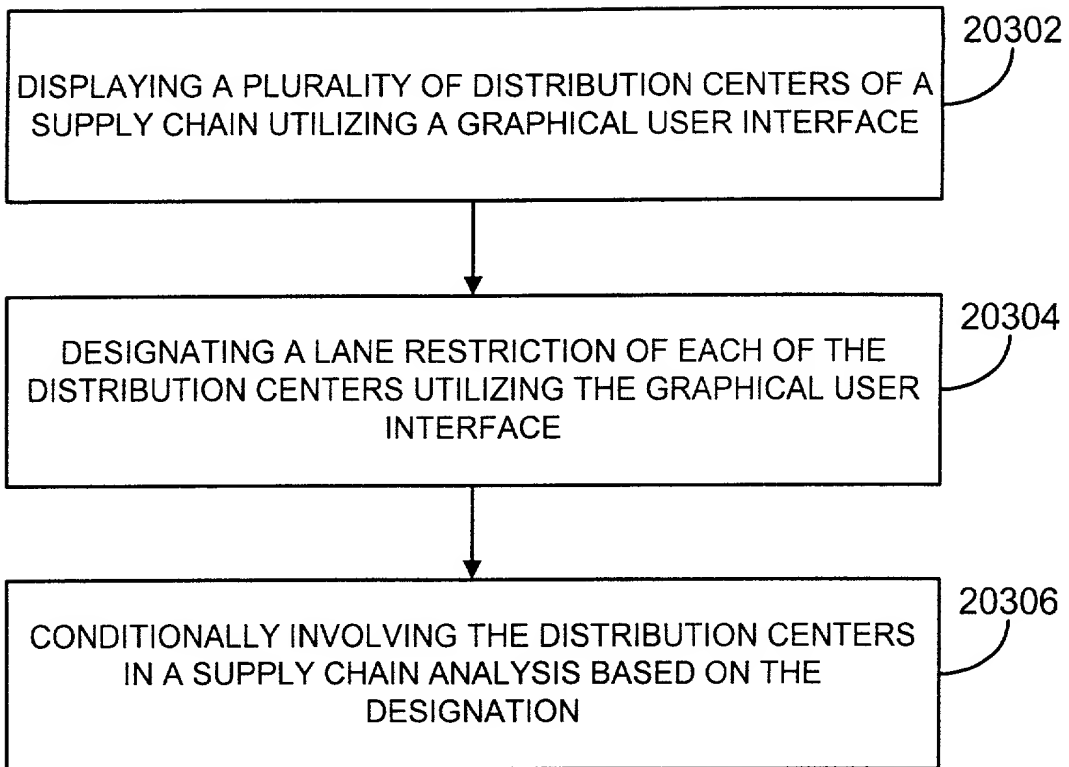 20302
DISPLAYING A PLURALITY OF DISTRIBUTION CENTERS OF A
SUPPLY CHAIN UTILIZING A GRAPHICAL USER INTERFACE
20304
DESIGNATING A LANE RESTRICTION OF EACH OF THE
DISTRIBUTION CENTERS UTILIZING THE GRAPHICAL USER
INTERFACE
20306
CONDITIONALLY INVOLVING THE DISTRIBUTION CENTERS
IN A SUPPLY CHAIN ANALYSIS BASED ON THE
DESIGNATION